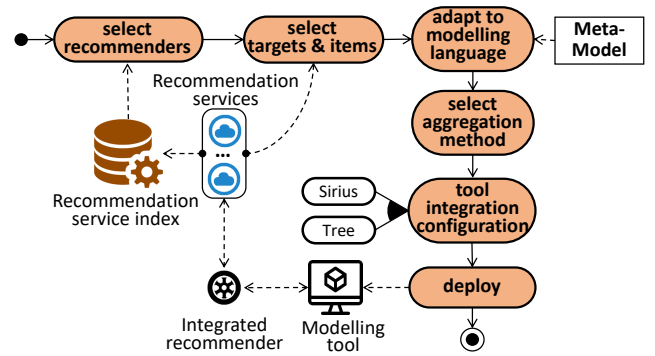 select
recommenders
select
targets & items
adapt to
modelling
language
Meta-
Model
Recommendation
services
...
select
aggregation
method
Recommendation
service index
Sirius
Tree
tool
integration
configuration
deploy
Integrated
recommender
Modelling
tool